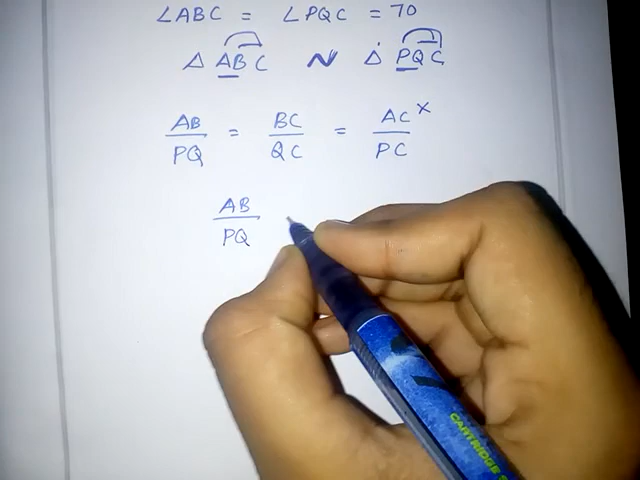 ∠ABC = ∠PQC = 70
Δ ABC ~ Δ PQC
AB/PQ = BC/QC = AC/PC x
AB/PQ
CARTRIDGE